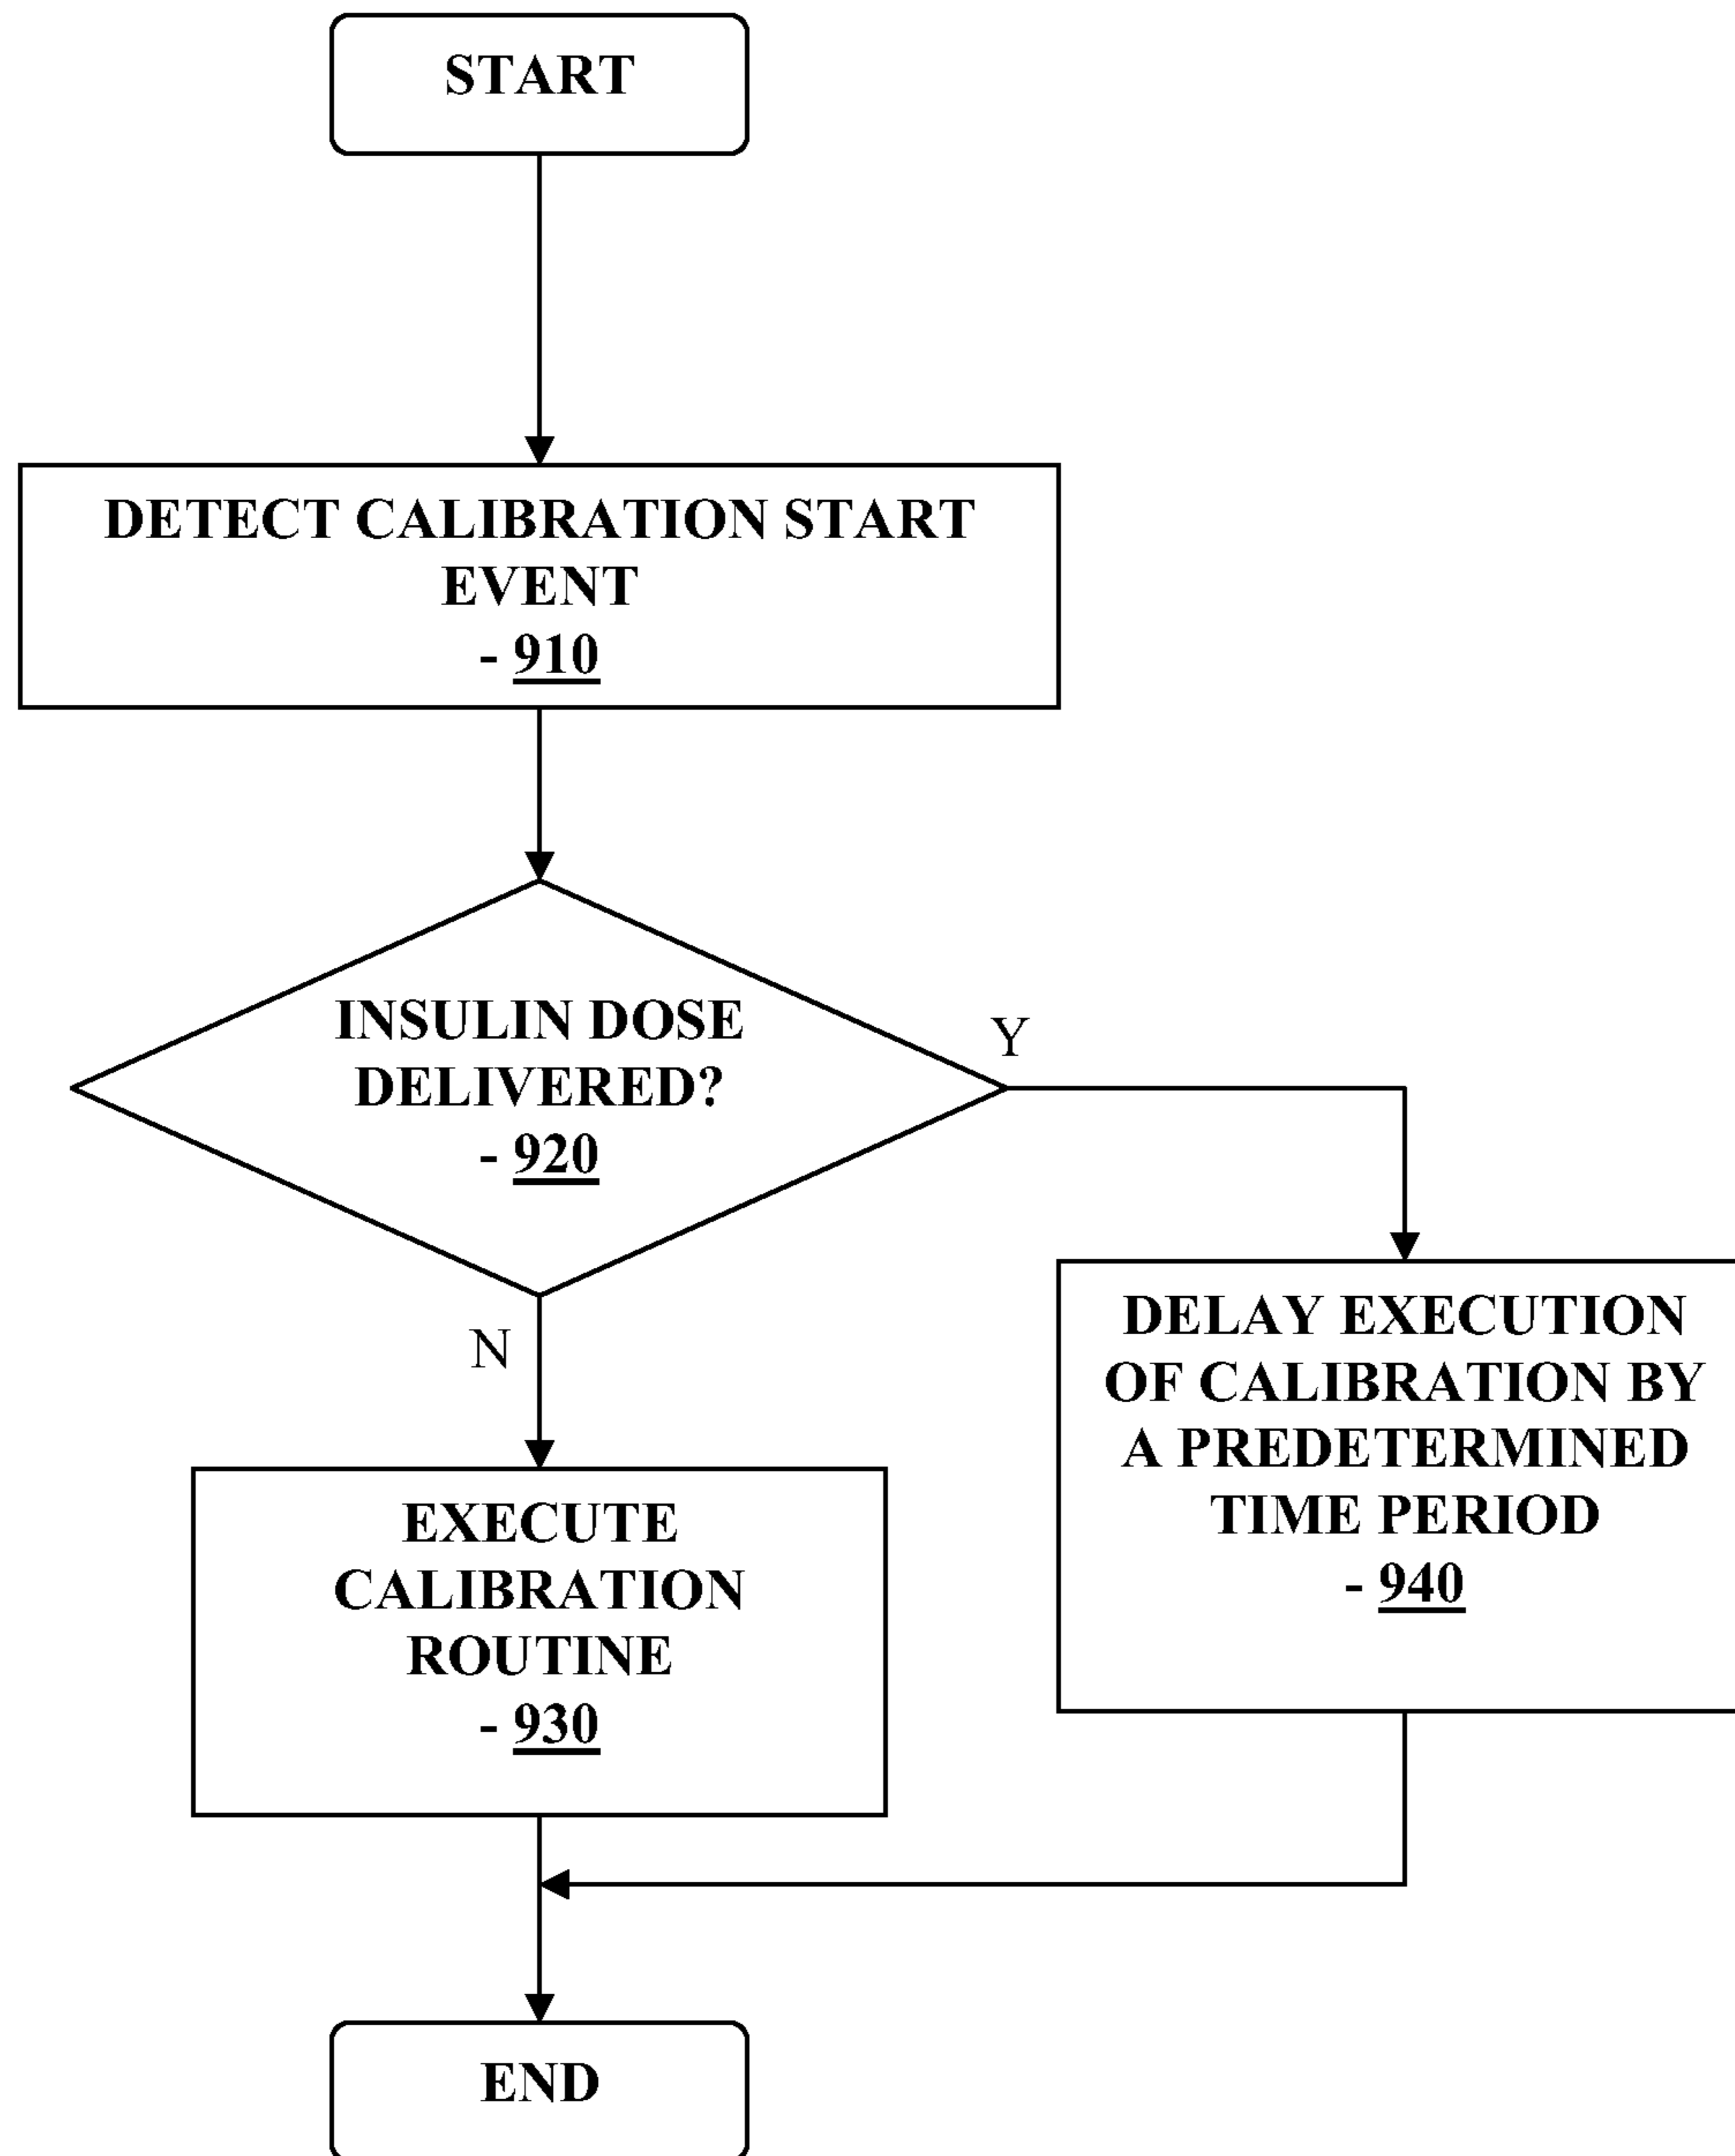 START
DETECT CALIBRATION START
EVENT
- 910
INSULIN DOSE
DELIVERED?
- 920
Y
N
DELAY EXECUTION
OF CALIBRATION BY
A PREDETERMINED
TIME PERIOD
- 940
EXECUTE
CALIBRATION
ROUTINE
- 930
END